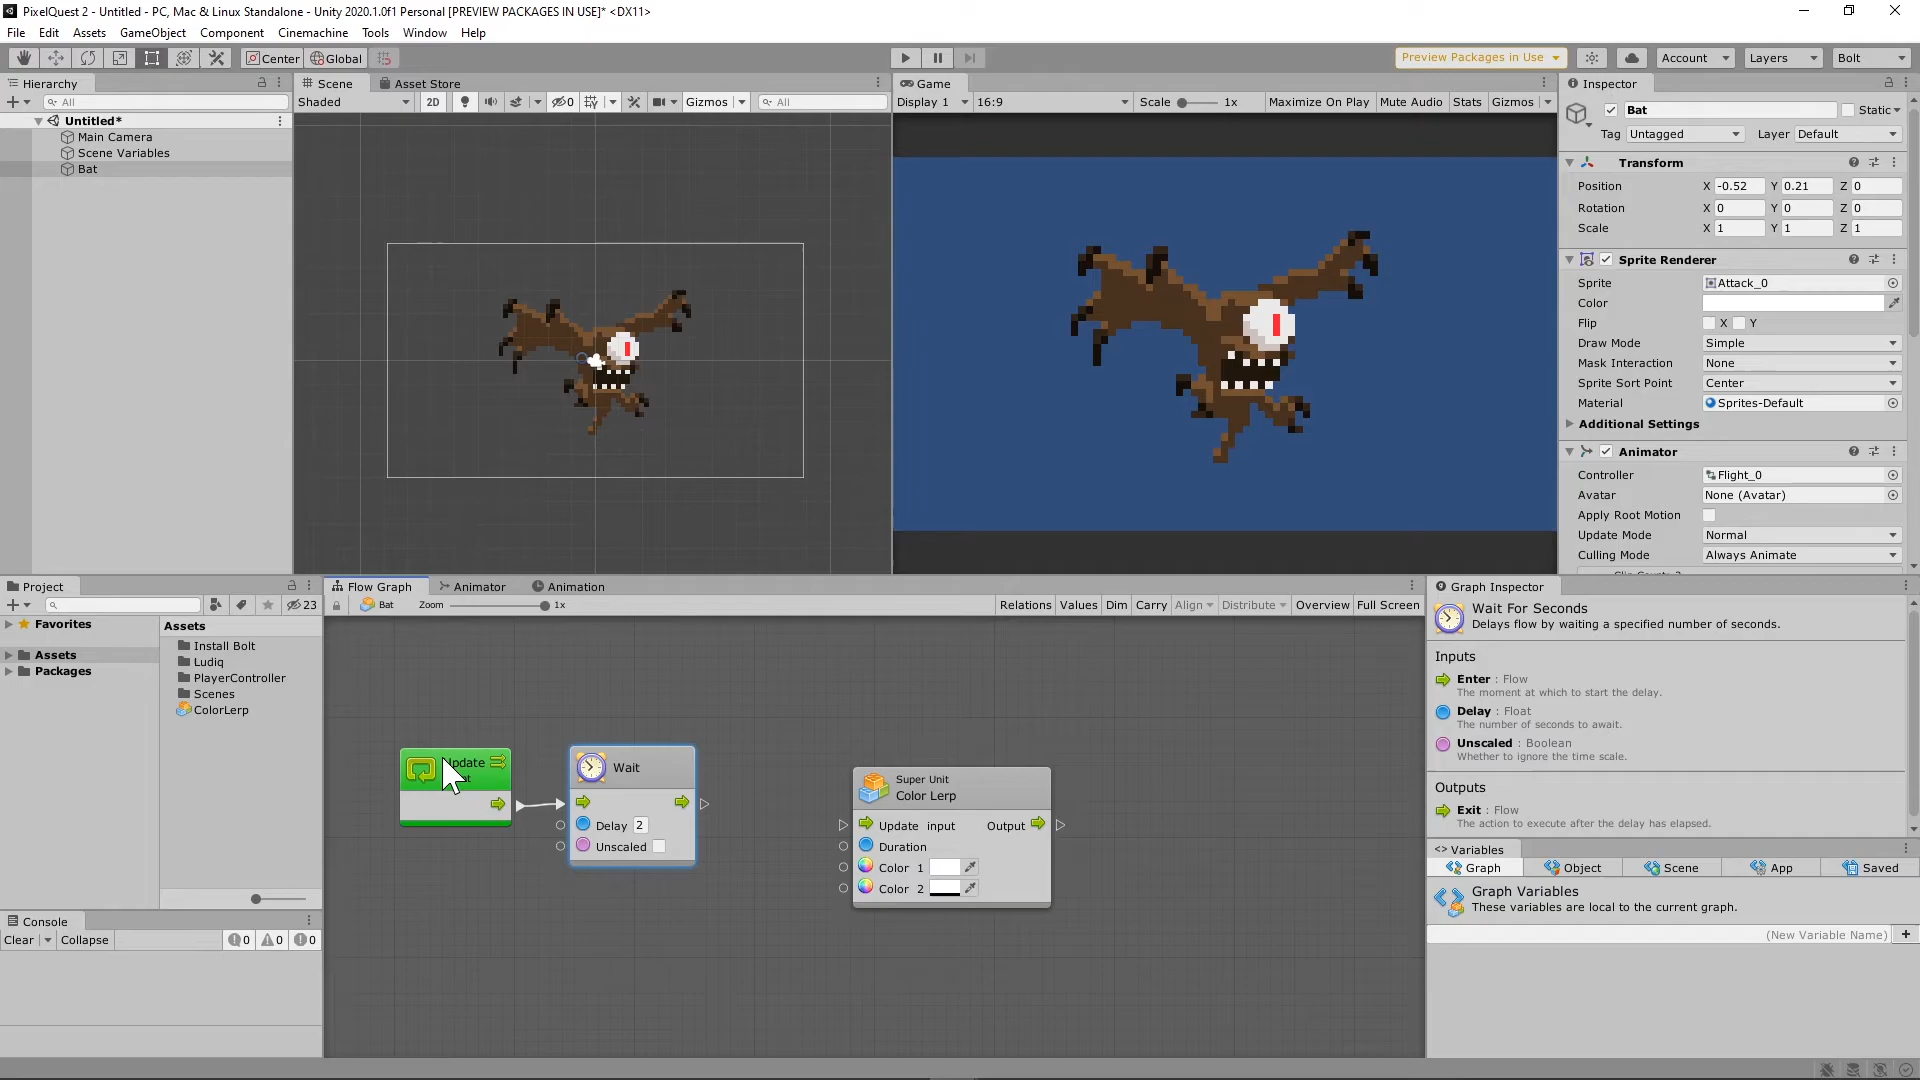 PixelQuest 2 - Untitled - PC, Mac & Linux Standalone - Unity 2020.1.0f1 Personal [PREVIEW PACKAGES IN USE]* <DX11>
File Edit Assets GameObject Component Cinemachine Tools Window Help
Center Global Preview Packages in Use Account Layers Bolt
Hierarchy
All
Untitled*
Main Camera
Scene Variables
Bat
Scene Asset Store
Shaded 2D 0 Gizmos All
Game
Display 1 16:9 Scale 1x Maximize On Play Mute Audio Stats Gizmos
Inspector
Bat Static
Tag Untagged Layer Default
Transform
Position X -0.52 Y 0.21 Z 0
Rotation X 0 Y 0 Z 0
Scale X 1 Y 1 Z 1
Sprite Renderer
Sprite Attack_0
Color
Flip X Y
Draw Mode Simple
Mask Interaction None
Sprite Sort Point Center
Material Sprites-Default
Additional Settings
Animator
Controller Flight_0
Avatar None (Avatar)
Apply Root Motion
Update Mode Normal
Culling Mode Always Animate
Project
23
Favorites
Assets
Packages
Assets
Install Bolt
Ludiq
PlayerController
Scenes
ColorLerp
Console
Clear Collapse 0 0 0
Flow Graph Animator Animation
Bat Zoom 1x Relations Values Dim Carry Align Distribute Overview Full Screen
Wait
Delay 2
Unscaled
Super Unit
Color Lerp
Update input Output
Duration
Color 1
Color 2
Graph Inspector
Wait For Seconds
Delays flow by waiting a specified number of seconds.
Inputs
Enter : Flow
The moment at which to start the delay.
Delay : Float
The number of seconds to await.
Unscaled : Boolean
Whether to ignore the time scale.
Outputs
Exit : Flow
The action to execute after the delay has elapsed.
<> Variables
Graph Object Scene App Saved
Graph Variables
These variables are local to the current graph.
(New Variable Name) +